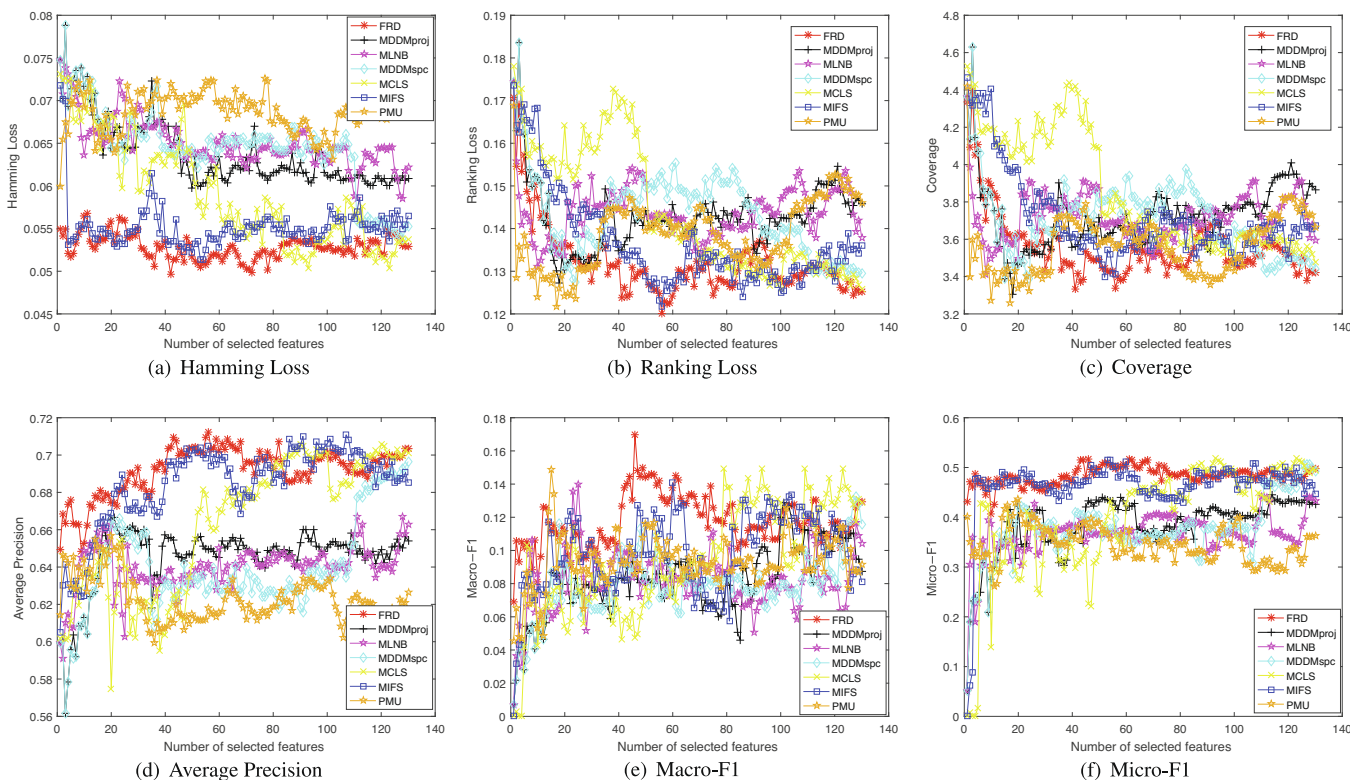 0.08
0.075
0.07
0.065
0.06
0.055
0.05
0.045
Hamming Loss
0 20 40 60 80 100 120 140
Number of selected features
FRD
MDDMproj
MLNB
MDDMspc
MCLS
MIFS
PMU
(a) Hamming Loss
0.19
0.18
0.17
0.16
0.15
0.14
0.13
0.12
Ranking Loss
0 20 40 60 80 100 120 140
Number of selected features
FRD
MDDMproj
MLNB
MDDMspc
MCLS
MIFS
PMU
(b) Ranking Loss
4.8
4.6
4.4
4.2
4
3.8
3.6
3.4
3.2
Coverage
0 20 40 60 80 100 120 140
Number of selected features
FRD
MDDMproj
MLNB
MDDMspc
MCLS
MIFS
PMU
(c) Coverage
0.72
0.7
0.68
0.66
0.64
0.62
0.6
0.58
0.56
Average Precision
0 20 40 60 80 100 120 140
Number of selected features
FRD
MDDMproj
MLNB
MDDMspc
MCLS
MIFS
PMU
(d) Average Precision
0.18
0.16
0.14
0.12
0.1
0.08
0.06
0.04
0.02
0
Macro−F1
0 20 40 60 80 100 120 140
Number of selected features
FRD
MDDMproj
MLNB
MDDMspc
MCLS
MIFS
PMU
(e) Macro-F1
0.6
0.5
0.4
0.3
0.2
0.1
0
Micro−F1
0 20 40 60 80 100 120 140
Number of selected features
FRD
MDDMproj
MLNB
MDDMspc
MCLS
MIFS
PMU
(f) Micro-F1